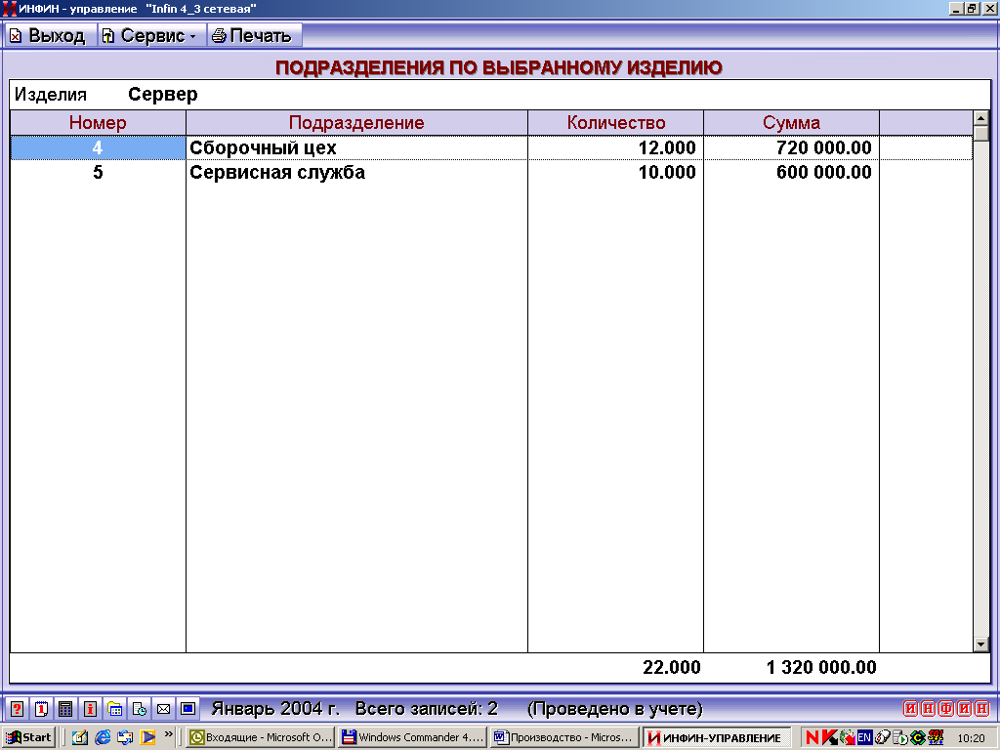 ИНФИН - управление "Infin 4_3 сетевая"
Выход Сервис Печать
ПОДРАЗДЕЛЕНИЯ ПО ВЫБРАННОМУ ИЗДЕЛИЮ
Изделия Сервер
Номер Подразделение Количество Сумма
4 Сборочный цех 12.000 720 000.00
5 Сервисная служба 10.000 600 000.00
22.000 1 320 000.00
Январь 2004 г. Всего записей: 2 (Проведено в учете) ИНФИН
Start » Входящие - Microsoft O... Windows Commander 4.... Производство - Micros... ИНФИН-УПРАВЛЕНИЕ EN 10:20